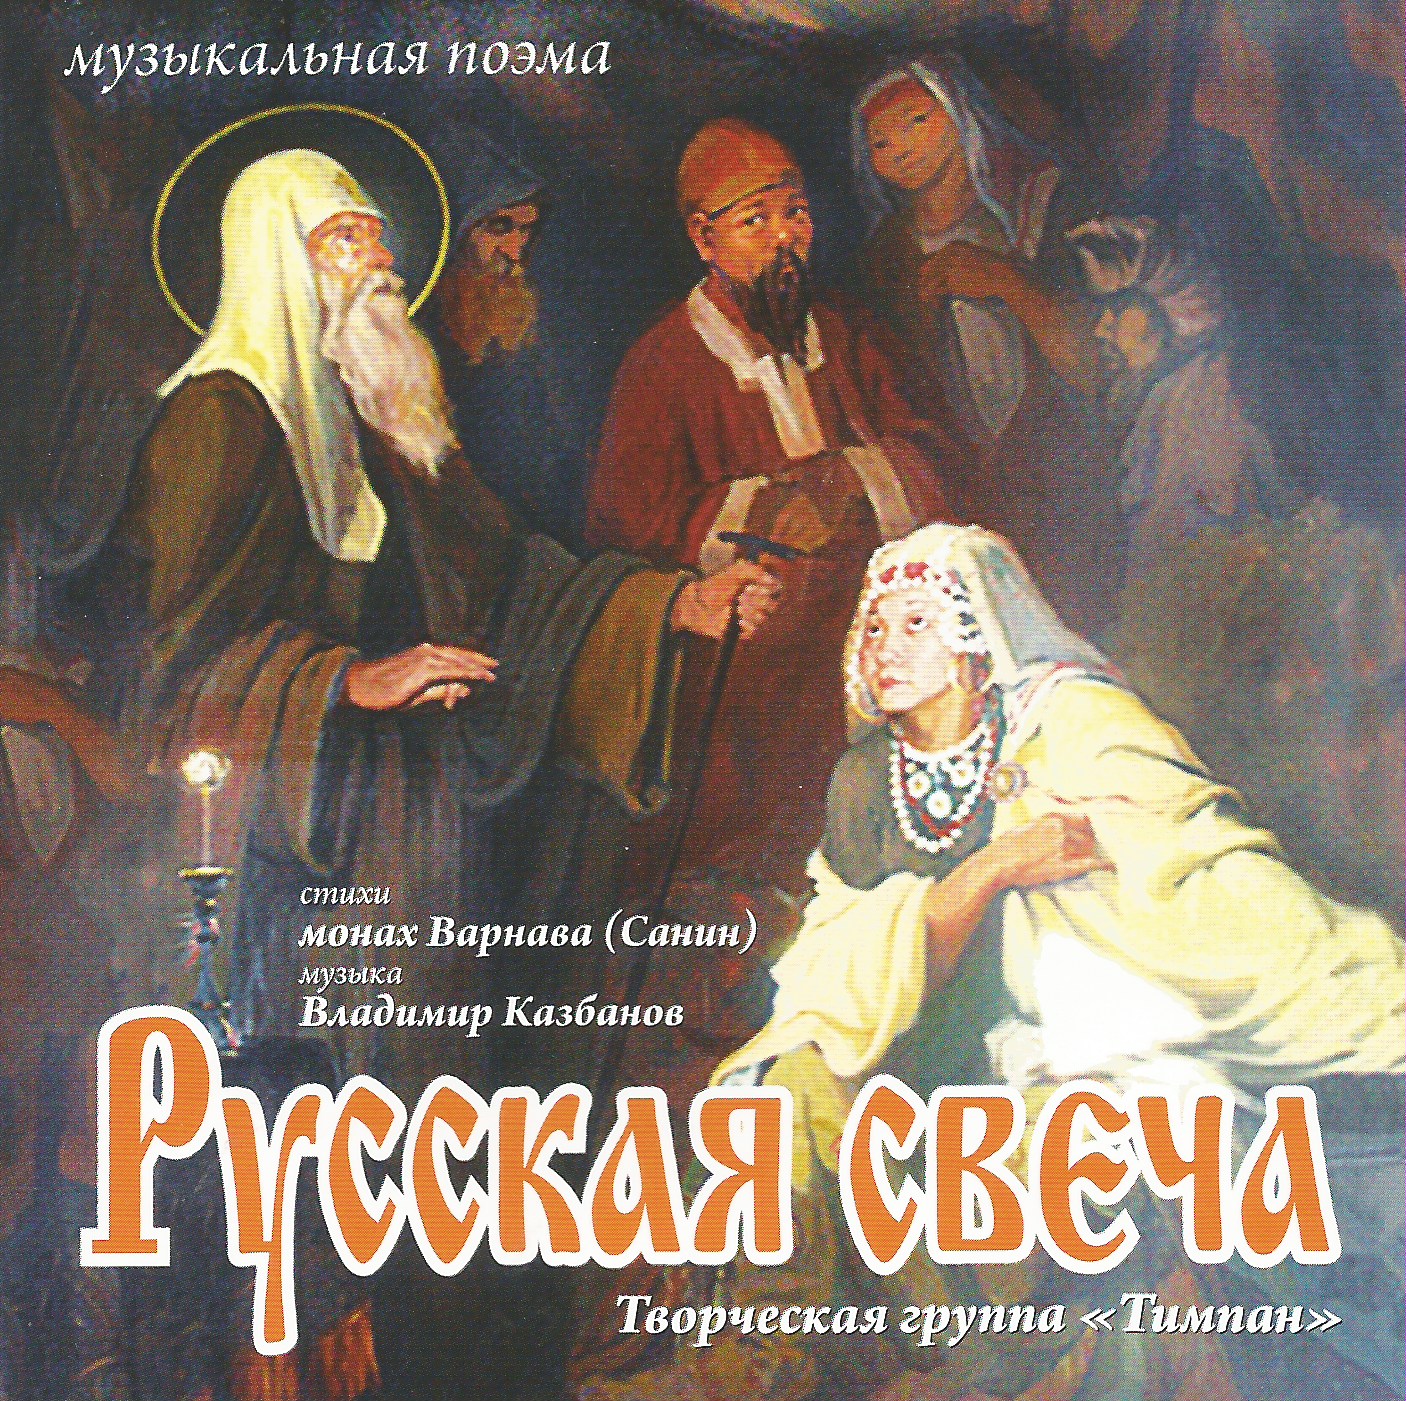 музыкальная поэма
стихи
монах Варнава (Санин)
музыка
Владимир Казбанов
Русская свеча
Творческая группа «Тимпан»